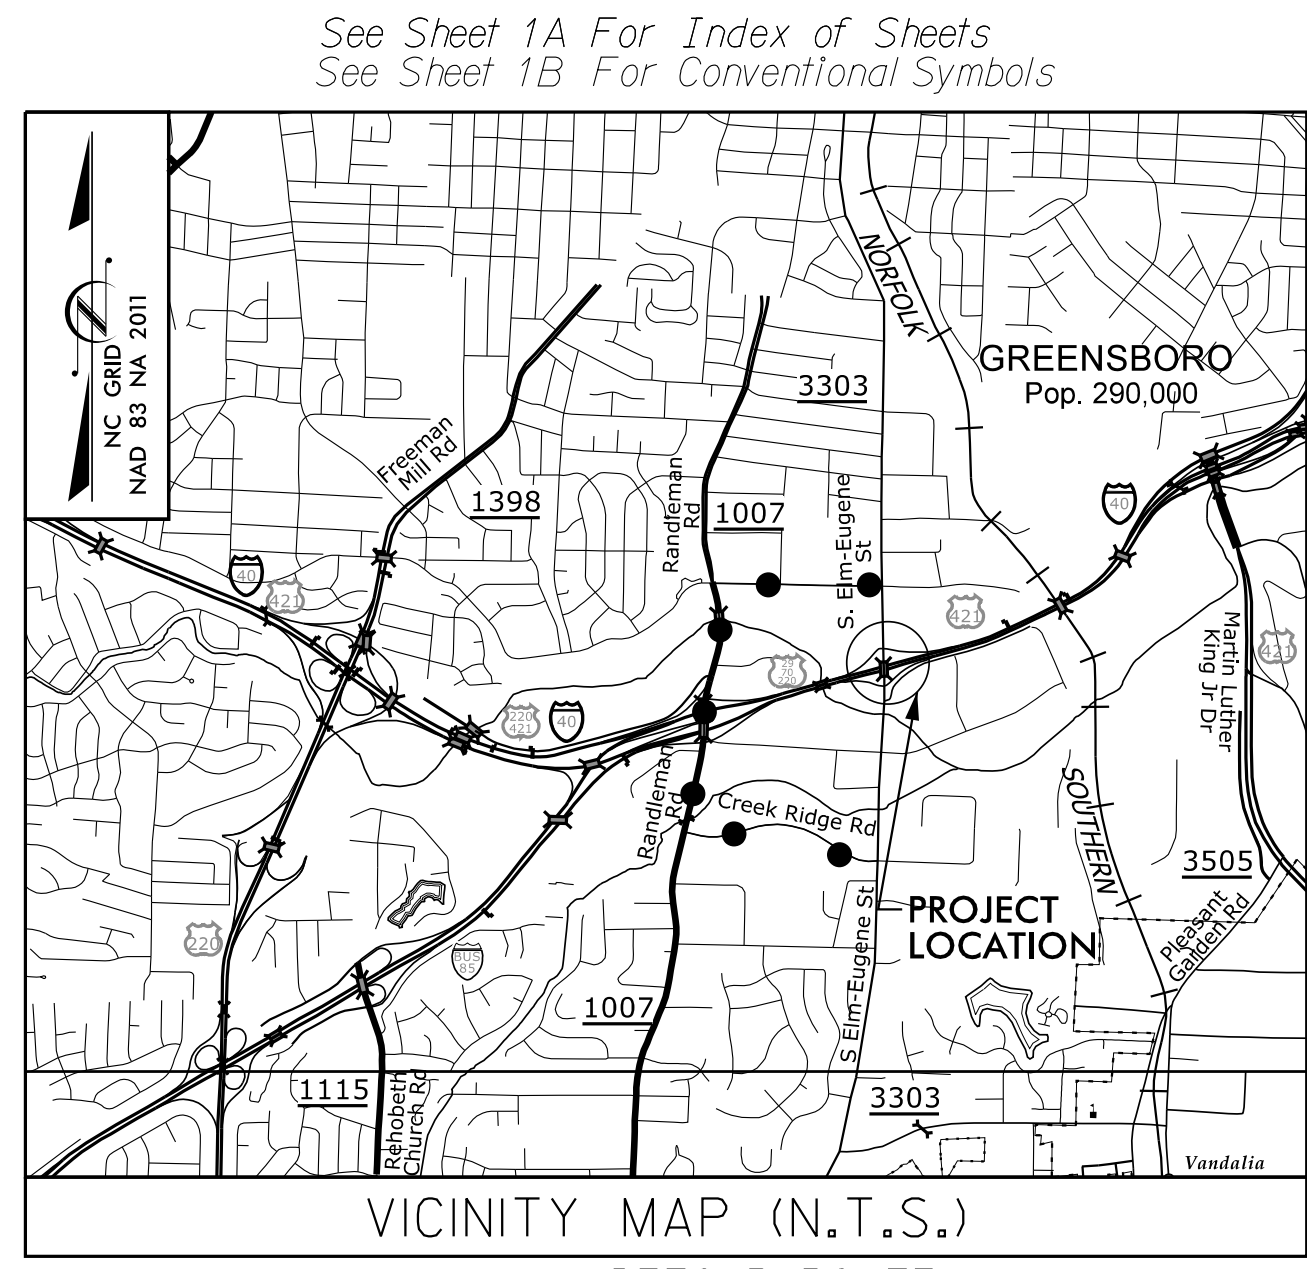 See Sheet 1A For Index of Sheets
See Sheet 1B For Conventional Symbols
NC GRID
NAD 83 NA 2011
NORFOLK
GREENSBORO
Pop. 290,000
3303
Freeman
Mill Rd
1398
Randleman
Rd
1007
S. Elm-Eugene
St
40
40
421
421
Martin Luther
King Jr Dr
421
29
70
220
220
421
40
Randleman
Rd
Creek Ridge Rd
SOUTHERN
3505
Pleasant
Garden Rd
PROJECT
LOCATION
220
BUS
85
S Elm-Eugene St
1007
1115
Rehobeth
Church Rd
3303
Vandalia
VICINITY MAP (N.T.S.)